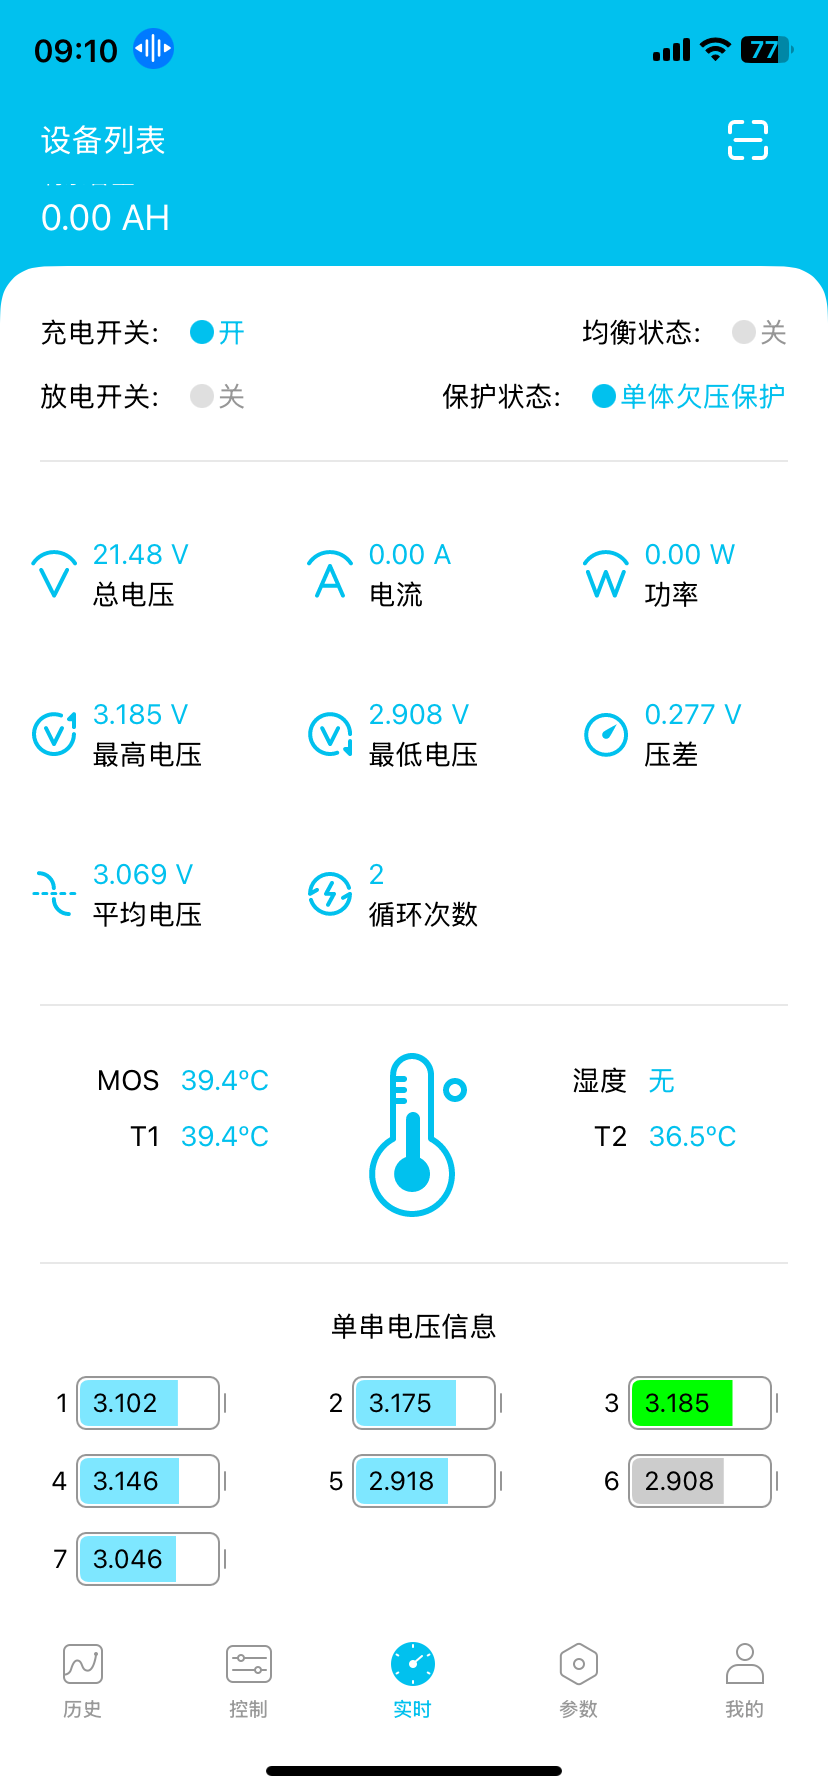 09:10
77
设备列表
0.00 AH
充电开关: 开
均衡状态: 关
放电开关: 关
保护状态: 单体欠压保护
21.48 V
总电压
0.00 A
电流
0.00 W
功率
3.185 V
最高电压
2.908 V
最低电压
0.277 V
压差
3.069 V
平均电压
2
循环次数
MOS 39.4°C
湿度 无
T1 39.4°C
T2 36.5°C
单串电压信息
1 3.102
2 3.175
3 3.185
4 3.146
5 2.918
6 2.908
7 3.046
历史
控制
实时
参数
我的